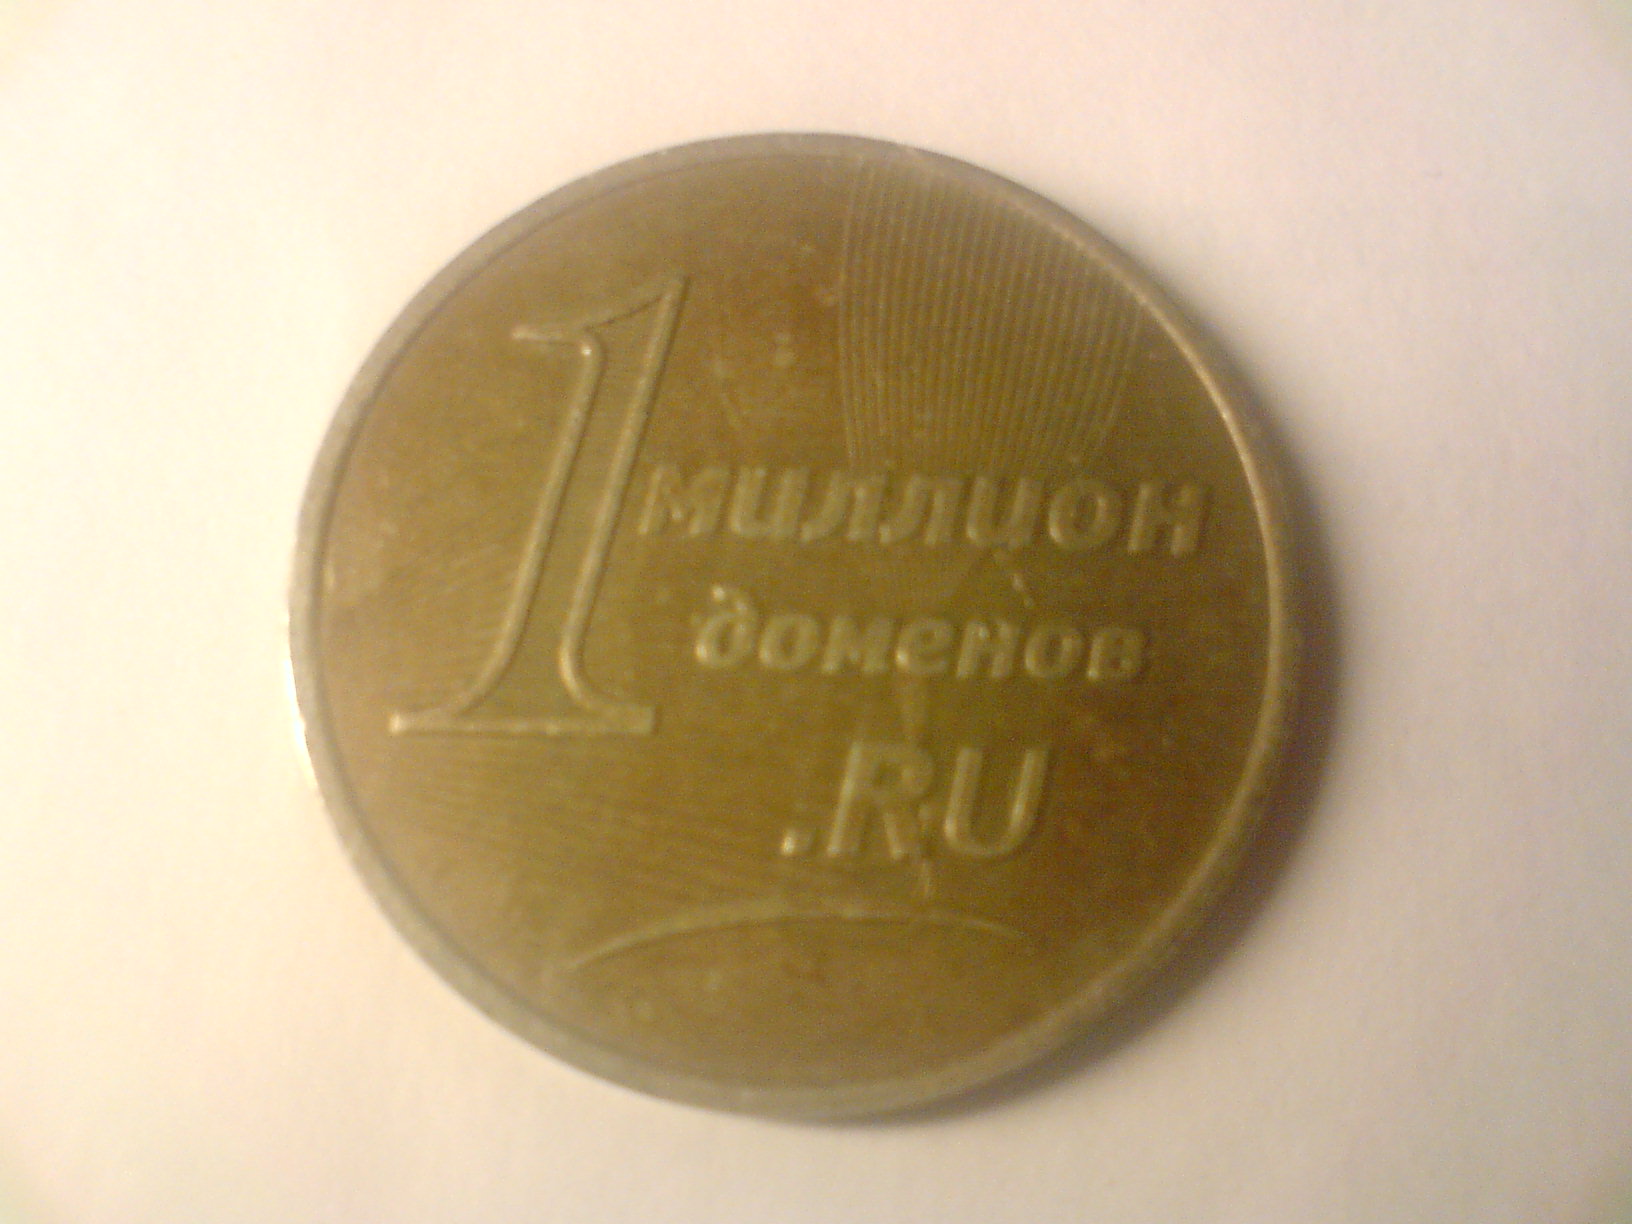 1 миллион
доменов
.RU